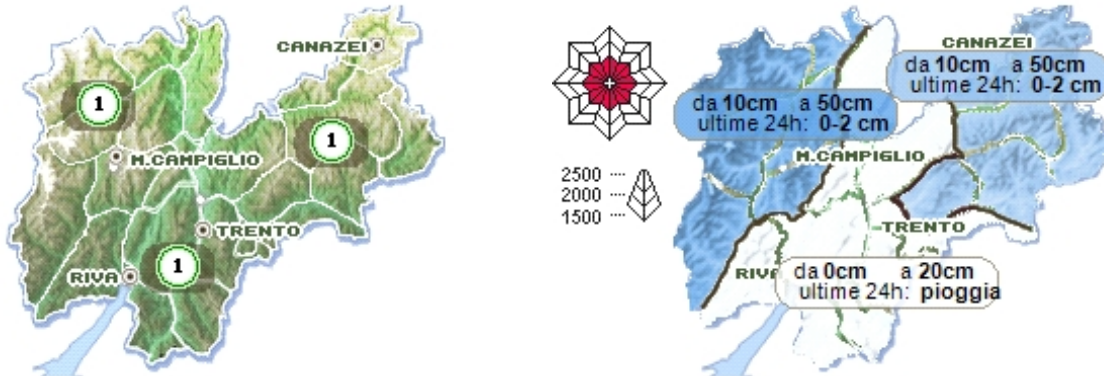 CANAZEI
1
1
M.CAMPIGLIO
TRENTO
1
RIVA
2500
2000
1500
CANAZEI
da 10cm a 50cm
ultime 24h: 0-2 cm
da 10cm a 50cm
ultime 24h: 0-2 cm
M.CAMPIGLIO
TRENTO
RIVA
da 0cm a 20cm
ultime 24h: pioggia